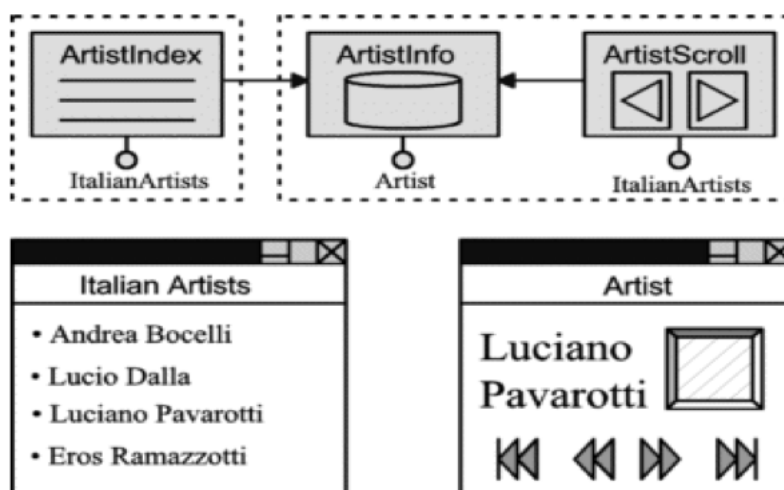 ArtistIndex
ArtistInfo
ArtistScroll
ItalianArtists
Artist
ItalianArtists
Italian Artists
• Andrea Bocelli
• Lucio Dalla
• Luciano Pavarotti
• Eros Ramazzotti
Artist
Luciano
Pavarotti